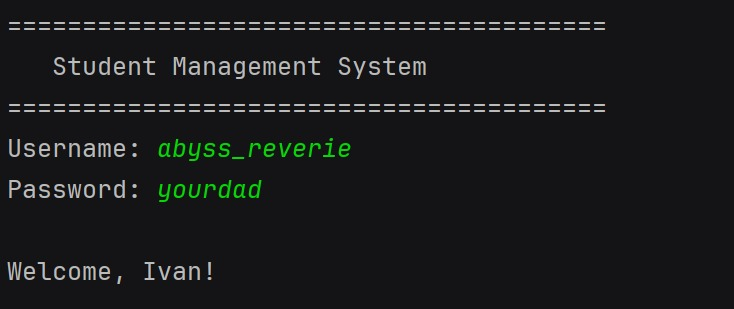 ========================================
   Student Management System
========================================
Username: abyss_reverie
Password: yourdad
Welcome, Ivan!